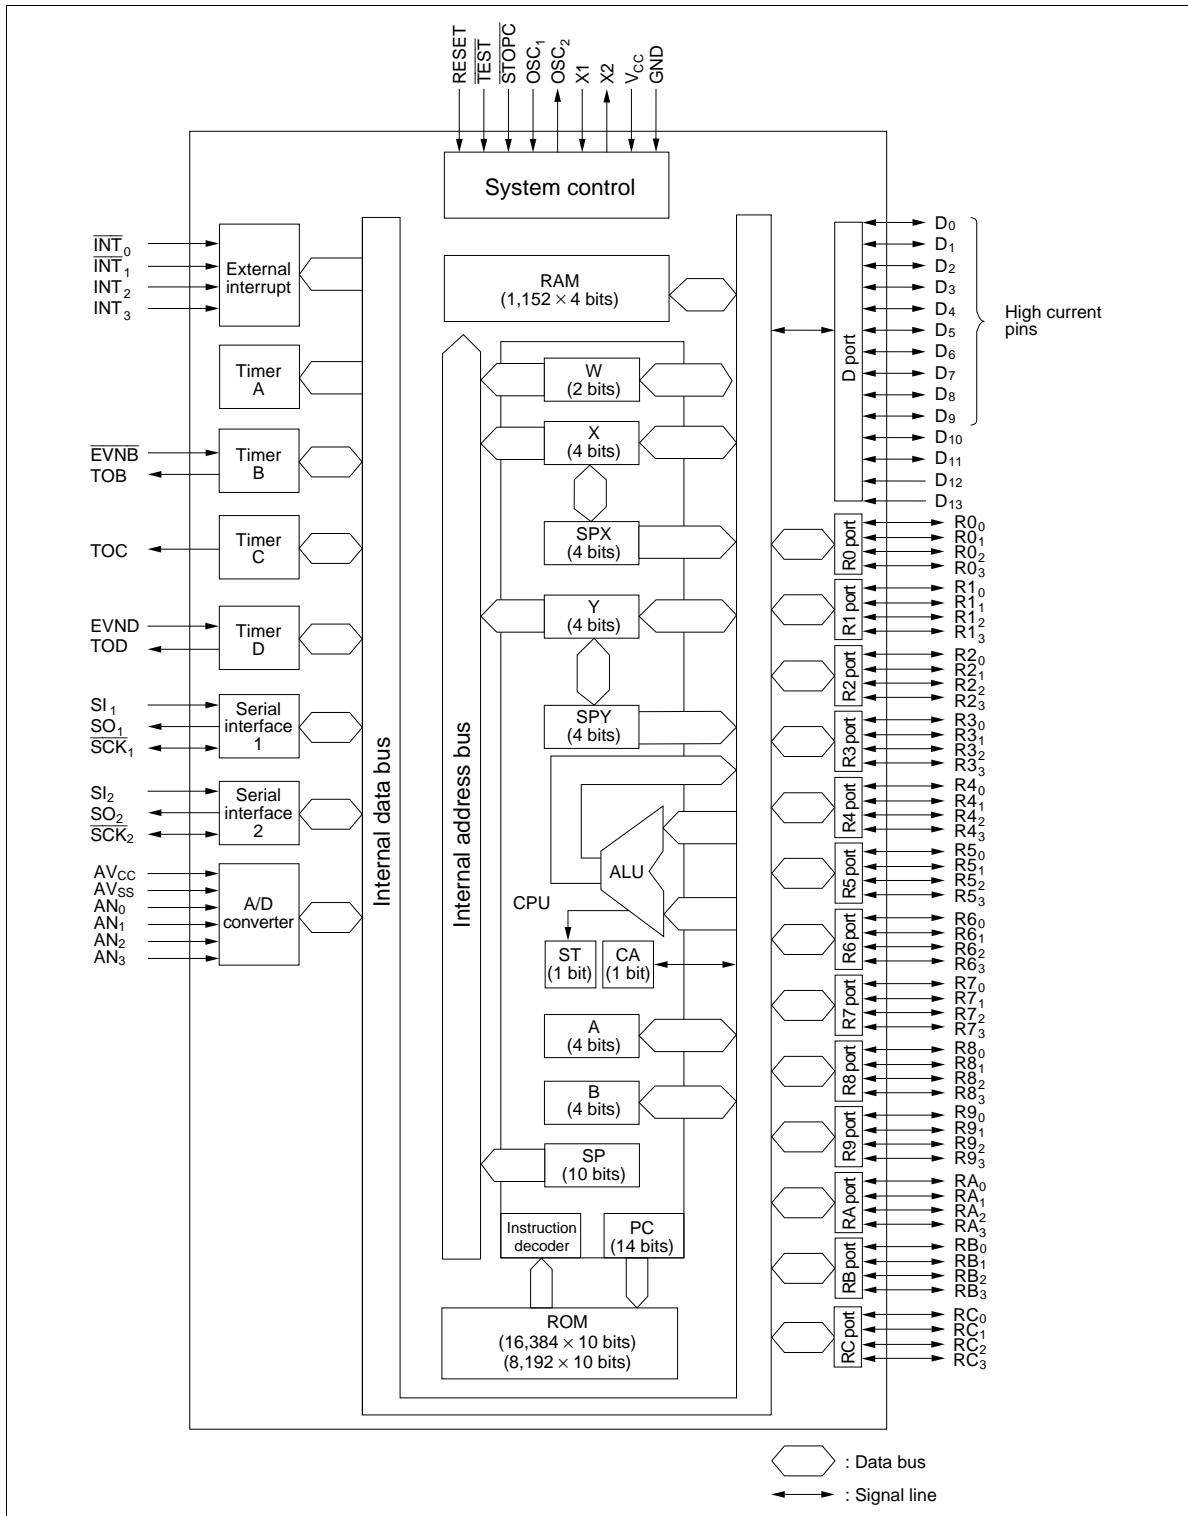 RESET
TEST
STOPC
OSC1
OSC2
X1
X2
VCC
GND
System control
INT0
INT1
INT2
INT3
External
interrupt
Timer
A
EVNB
TOB
Timer
B
TOC
Timer
C
EVND
TOD
Timer
D
SI1
SO1
SCK1
Serial
interface
1
SI2
SO2
SCK2
Serial
interface
2
AVCC
AVSS
AN0
AN1
AN2
AN3
A/D
converter
Internal data bus
Internal address bus
RAM
(1,152 × 4 bits)
W
(2 bits)
X
(4 bits)
SPX
(4 bits)
Y
(4 bits)
SPY
(4 bits)
ALU
CPU
ST
(1 bit)
CA
(1 bit)
A
(4 bits)
B
(4 bits)
SP
(10 bits)
Instruction
decoder
PC
(14 bits)
ROM
(16,384 × 10 bits)
(8,192 × 10 bits)
D port
D0
D1
D2
D3
D4
D5
D6
D7
D8
D9
D10
D11
D12
D13
High current
pins
R0 port
R00
R01
R02
R03
R1 port
R10
R11
R12
R13
R2 port
R20
R21
R22
R23
R3 port
R30
R31
R32
R33
R4 port
R40
R41
R42
R43
R5 port
R50
R51
R52
R53
R6 port
R60
R61
R62
R63
R7 port
R70
R71
R72
R73
R8 port
R80
R81
R82
R83
R9 port
R90
R91
R92
R93
RA port
RA0
RA1
RA2
RA3
RB port
RB0
RB1
RB2
RB3
RC port
RC0
RC1
RC2
RC3
: Data bus
: Signal line